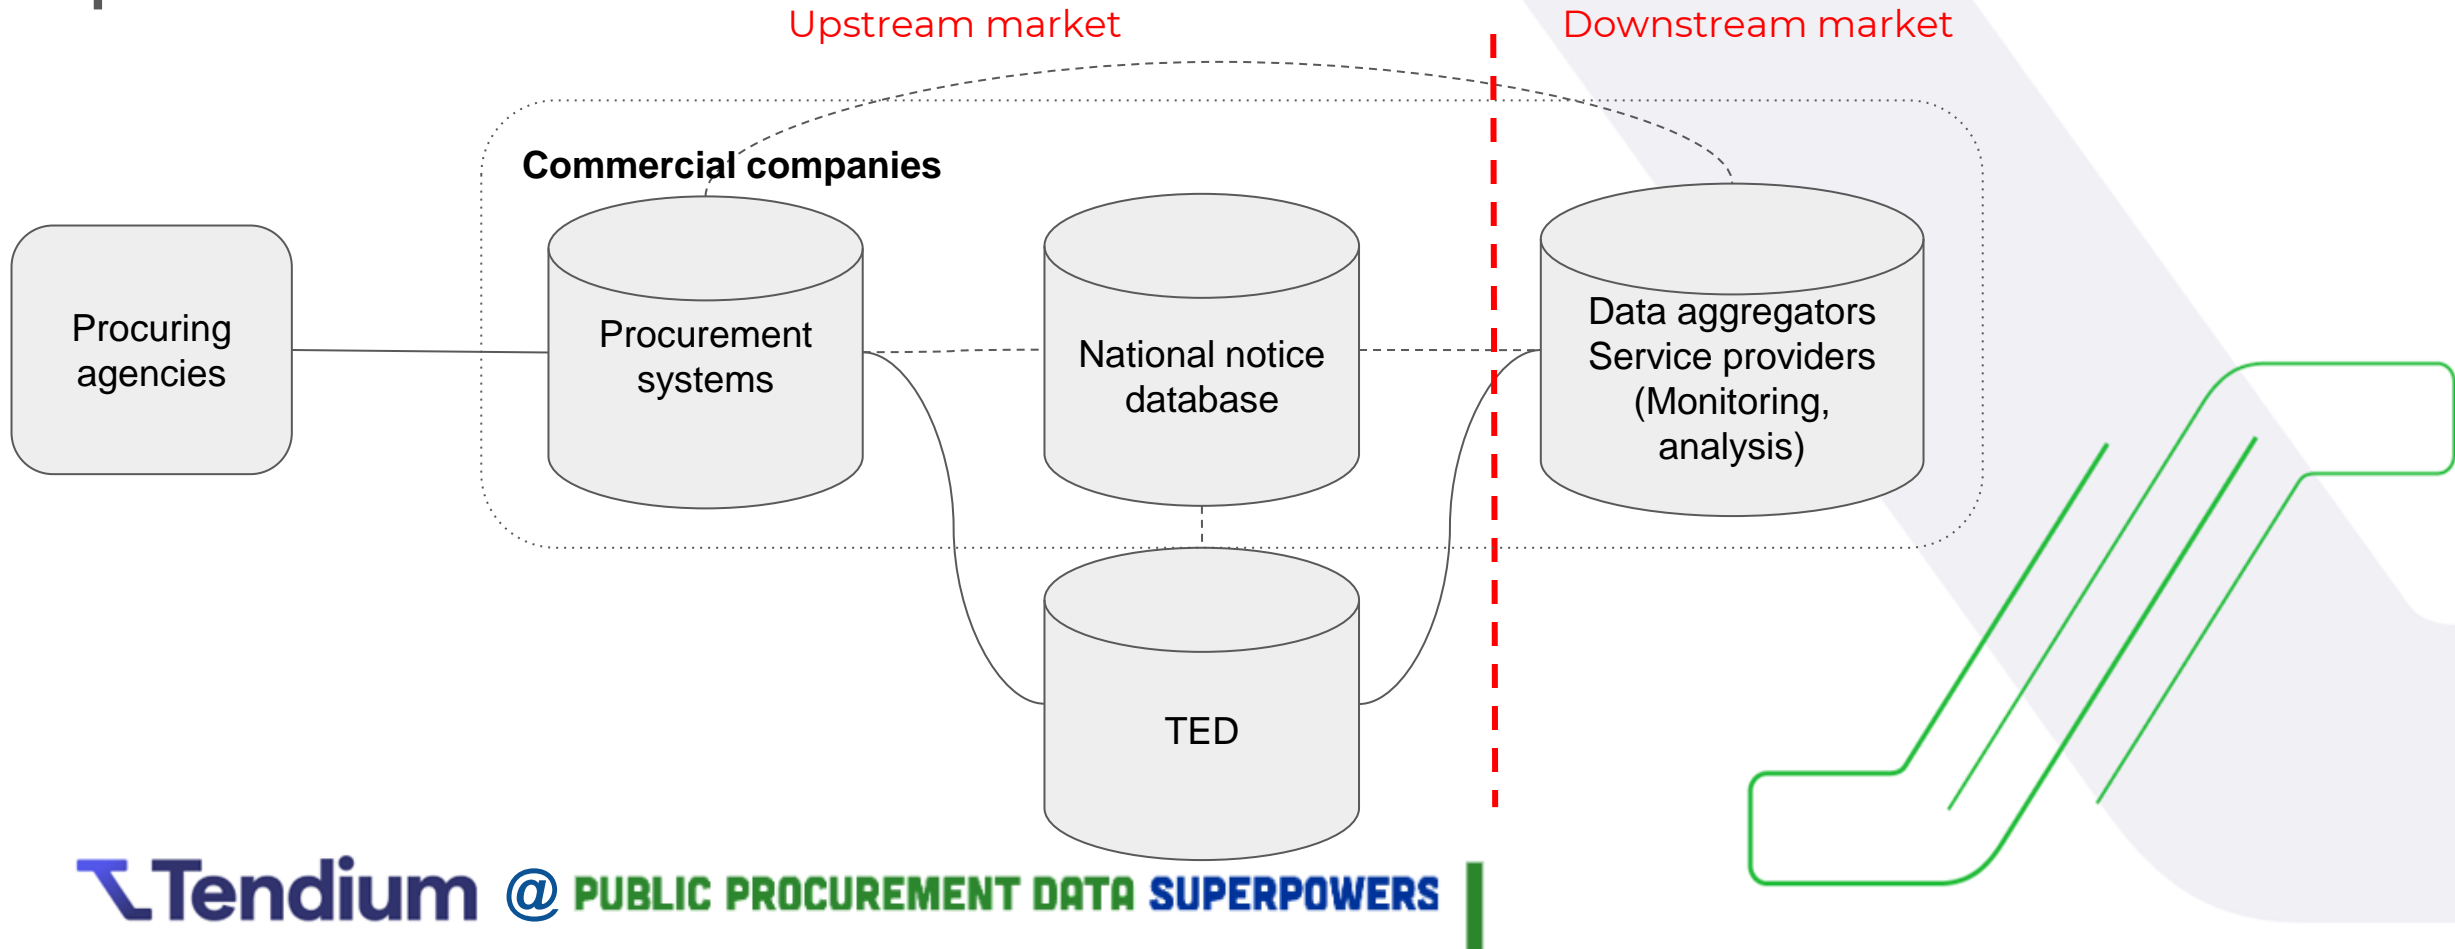 Upstream market
Downstream market
Commercial companies
Procuring
agencies
Procurement
systems
National notice
database
Data aggregators
Service providers
(Monitoring,
analysis)
TED
Tendium @ PUBLIC PROCUREMENT DATA SUPERPOWERS